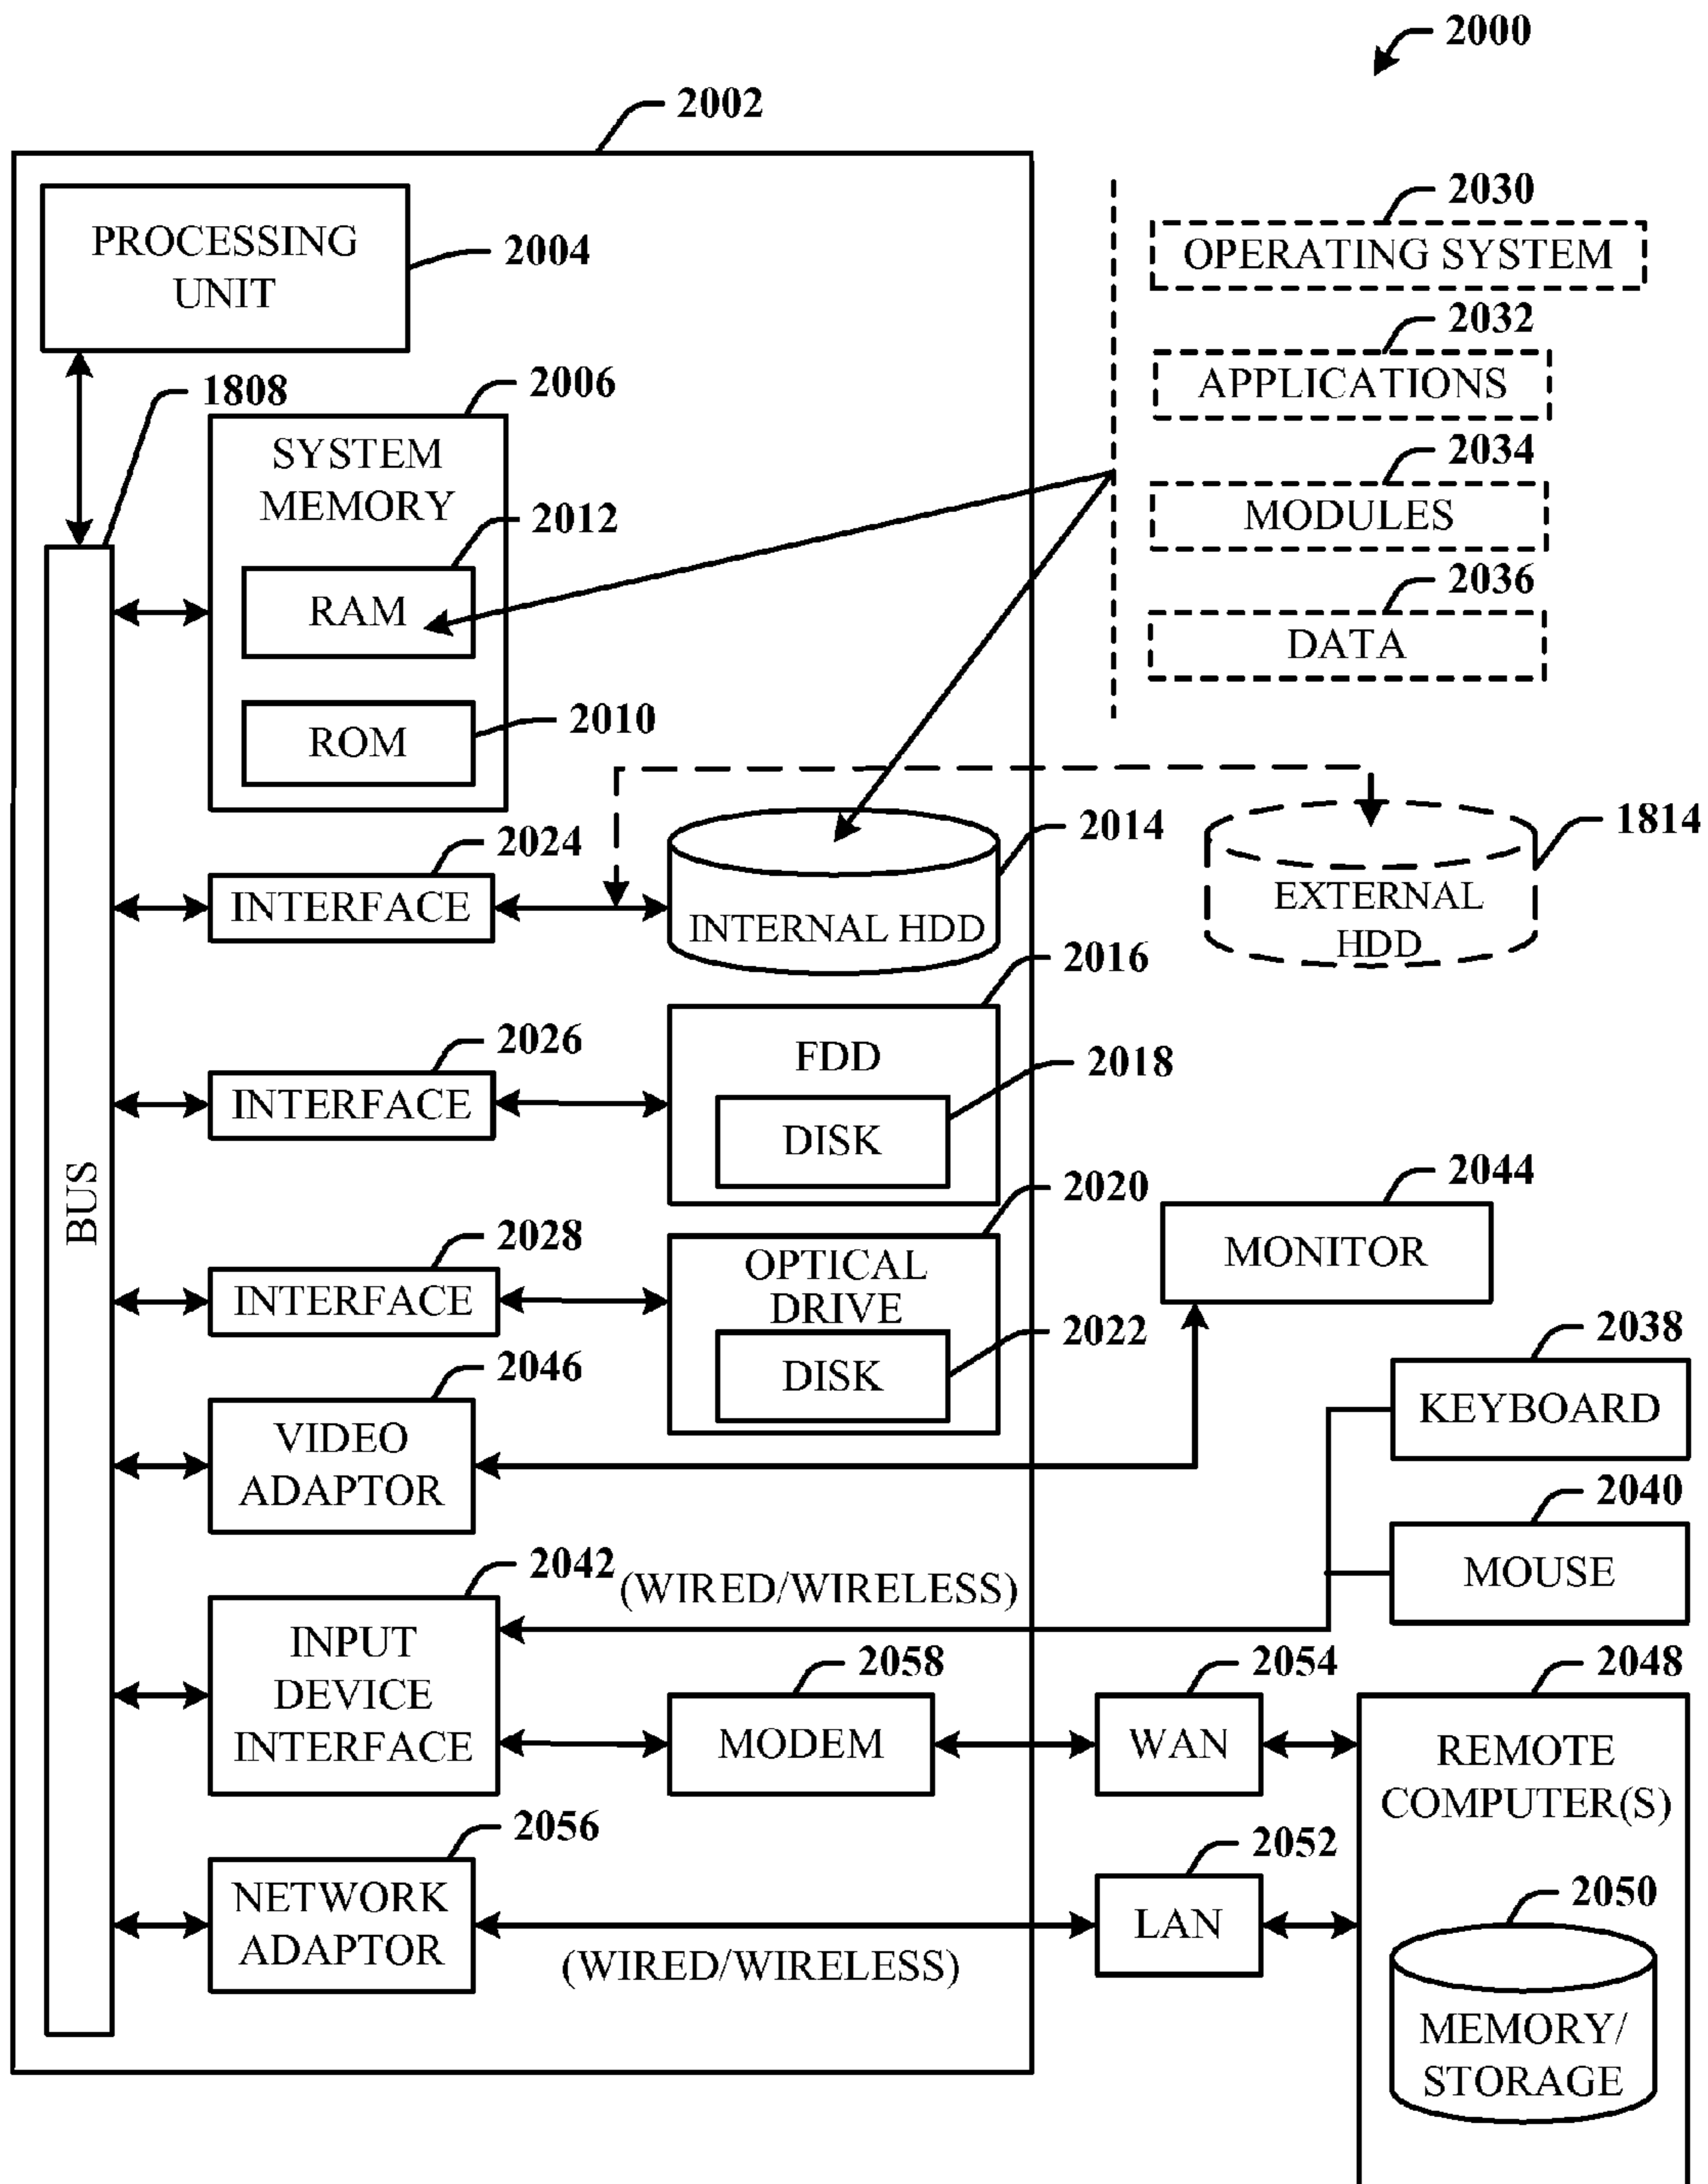 2000
2002
PROCESSING
UNIT
2004
2030
OPERATING SYSTEM
2032
APPLICATIONS
2034
MODULES
2036
DATA
1808
2006
SYSTEM
MEMORY
2012
RAM
2010
ROM
2024
INTERFACE
2014
INTERNAL HDD
1814
EXTERNAL
HDD
2026
INTERFACE
2016
FDD
2018
DISK
BUS
2028
INTERFACE
2020
OPTICAL
DRIVE
2022
DISK
2044
MONITOR
2046
VIDEO
ADAPTOR
2038
KEYBOARD
2040
MOUSE
2042
(WIRED/WIRELESS)
INPUT
DEVICE
INTERFACE
2058
MODEM
2054
WAN
2048
REMOTE
COMPUTER(S)
2056
NETWORK
ADAPTOR
(WIRED/WIRELESS)
2052
LAN
2050
MEMORY/
STORAGE